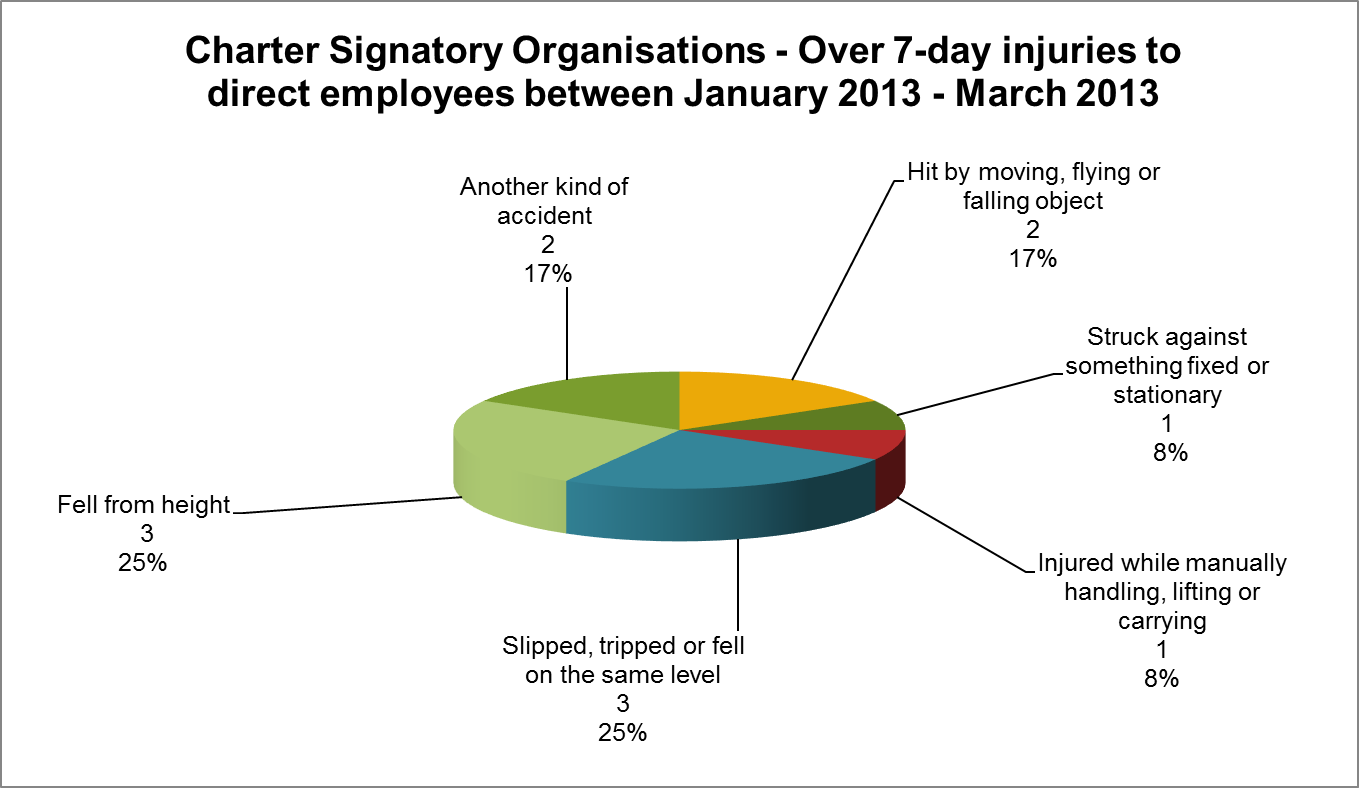 Charter Signatory Organisations - Over 7-day injuries to
direct employees between January 2013 - March 2013
Another kind of
accident
2
17%
Hit by moving, flying or
falling object
2
17%
Struck against
something fixed or
stationary
1
8%
Fell from height
3
25%
Injured while manually
handling, lifting or
carrying
1
8%
Slipped, tripped or fell
on the same level
3
25%